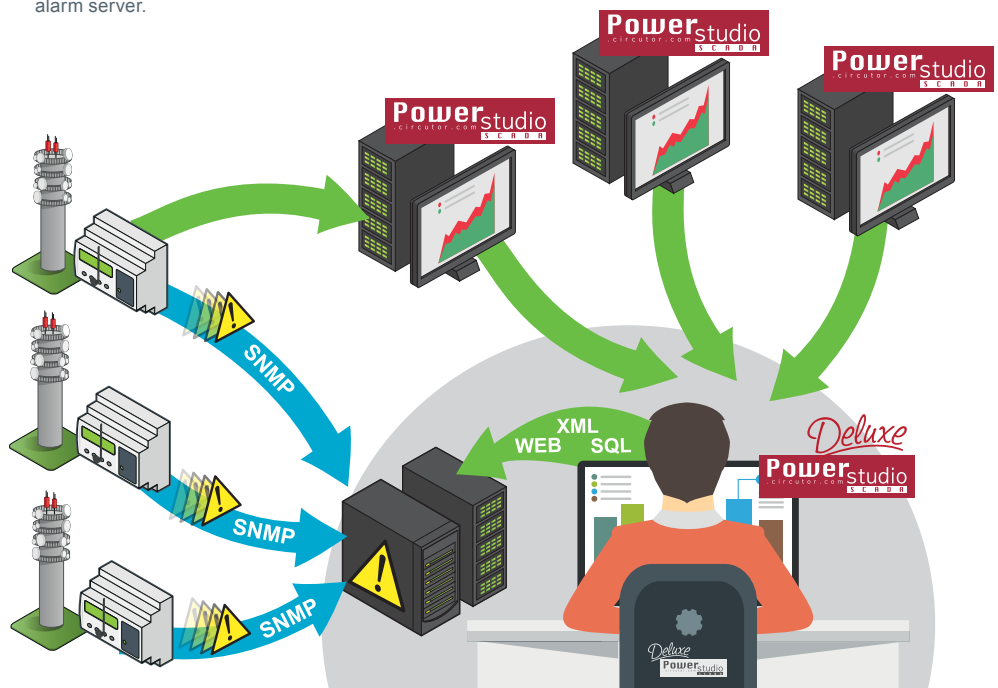 alarm server.
Power studio
.circutor.com SCADA
Power studio
.circutor.com SCADA
Power studio
.circutor.com SCADA
SNMP
XML
WEB SQL
Deluxe
Power studio
.circutor.com SCADA
SNMP
SNMP
Deluxe
Power studio